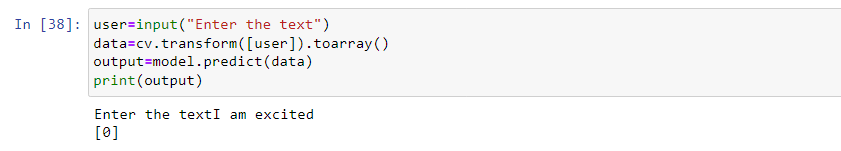 In [38]: user=input("Enter the text")
data=cv.transform([user]).toarray()
output=model.predict(data)
print(output)
Enter the textI am excited
[0]